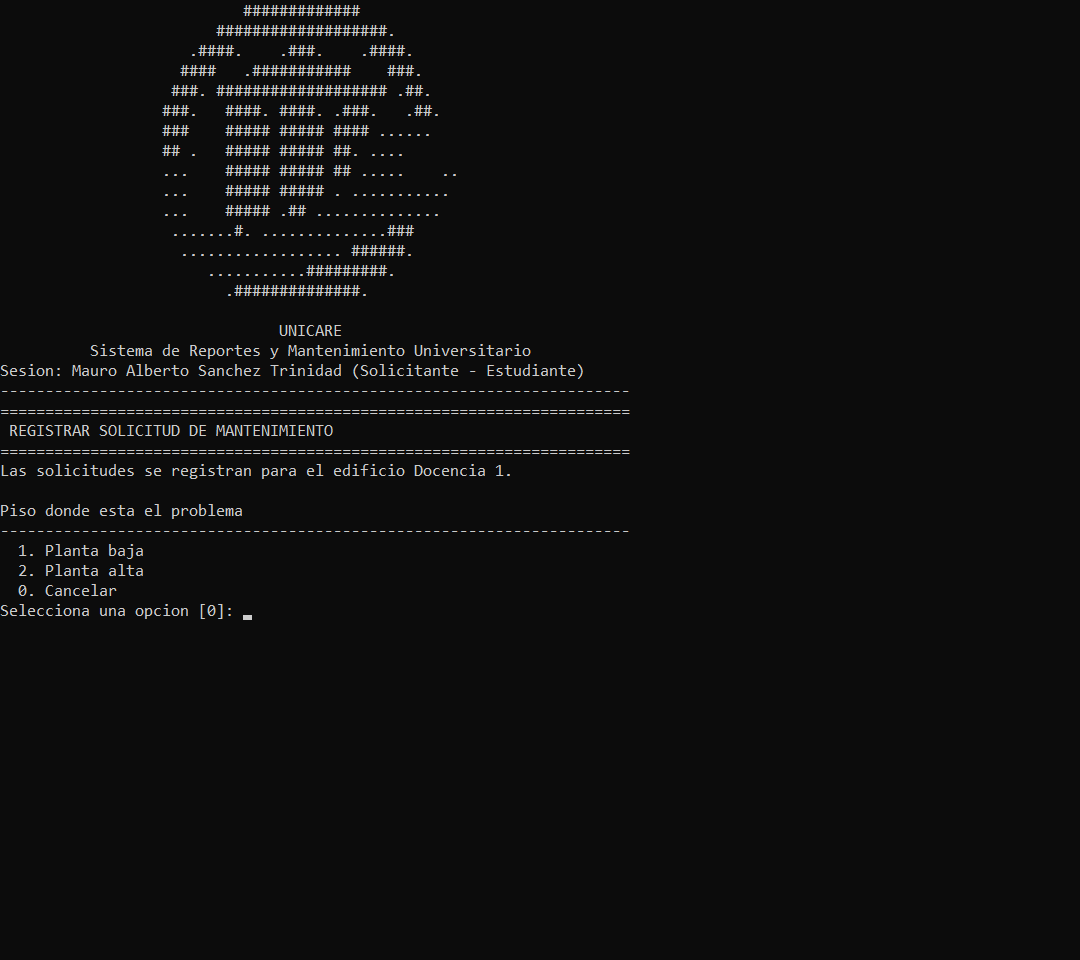 UNICARE
Sistema de Reportes y Mantenimiento Universitario
Sesion: Mauro Alberto Sanchez Trinidad (Solicitante - Estudiante)
----------------------------------------------------------------------
======================================================================
REGISTRAR SOLICITUD DE MANTENIMIENTO
======================================================================
Las solicitudes se registran para el edificio Docencia 1.
Piso donde esta el problema
----------------------------------------------------------------------
1. Planta baja
2. Planta alta
0. Cancelar
Selecciona una opcion [0]: